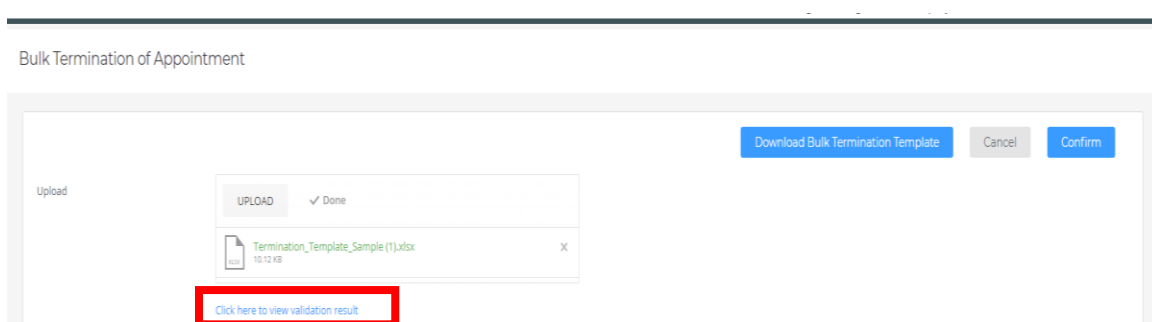 Bulk Termination of Appointment
Download Bulk Termination Template Cancel Confirm
Upload
UPLOAD ✓ Done
Termination_Template_Sample (1).xlsx X
XLSX 10.12 KB
Click here to view validation result